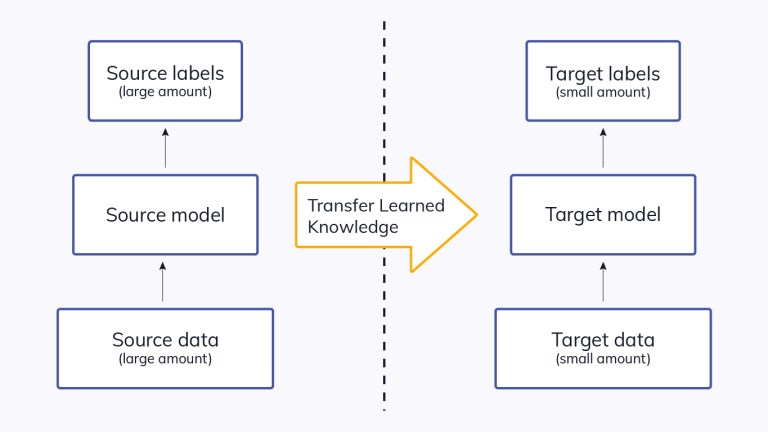 Source labels
(large amount)
Source model
Source data
(large amount)
Transfer Learned
Knowledge
Target labels
(small amount)
Target model
Target data
(small amount)